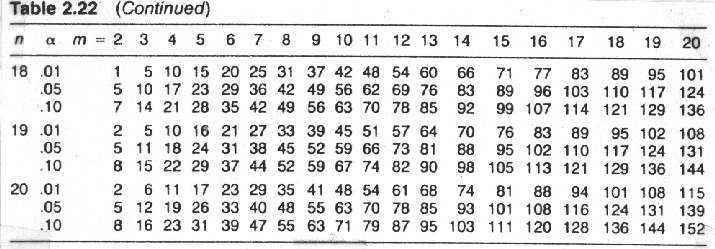 Table 2.22 (Continued)
n α m = 2 3 4 5 6 7 8 9 10 11 12 13 14 15 16 17 18 19 20
18 .01 1 5 10 15 20 25 31 37 42 48 54 60 66 71 77 83 89 95 101
.05 5 10 17 23 29 36 42 49 56 62 69 76 83 89 96 103 110 117 124
.10 7 14 21 28 35 42 49 56 63 70 78 85 92 99 107 114 121 129 136
19 .01 2 5 10 16 21 27 33 39 45 51 57 64 70 76 83 89 95 102 108
.05 5 11 18 24 31 38 45 52 59 66 73 81 88 95 102 110 117 124 131
.10 8 15 22 29 37 44 52 59 67 74 82 90 98 105 113 121 129 136 144
20 .01 2 6 11 17 23 29 35 41 48 54 61 68 74 81 88 94 101 108 115
.05 5 12 19 26 33 40 48 55 63 70 78 85 93 101 108 116 124 131 139
.10 8 16 23 31 39 47 55 63 71 79 87 95 103 111 120 128 136 144 152